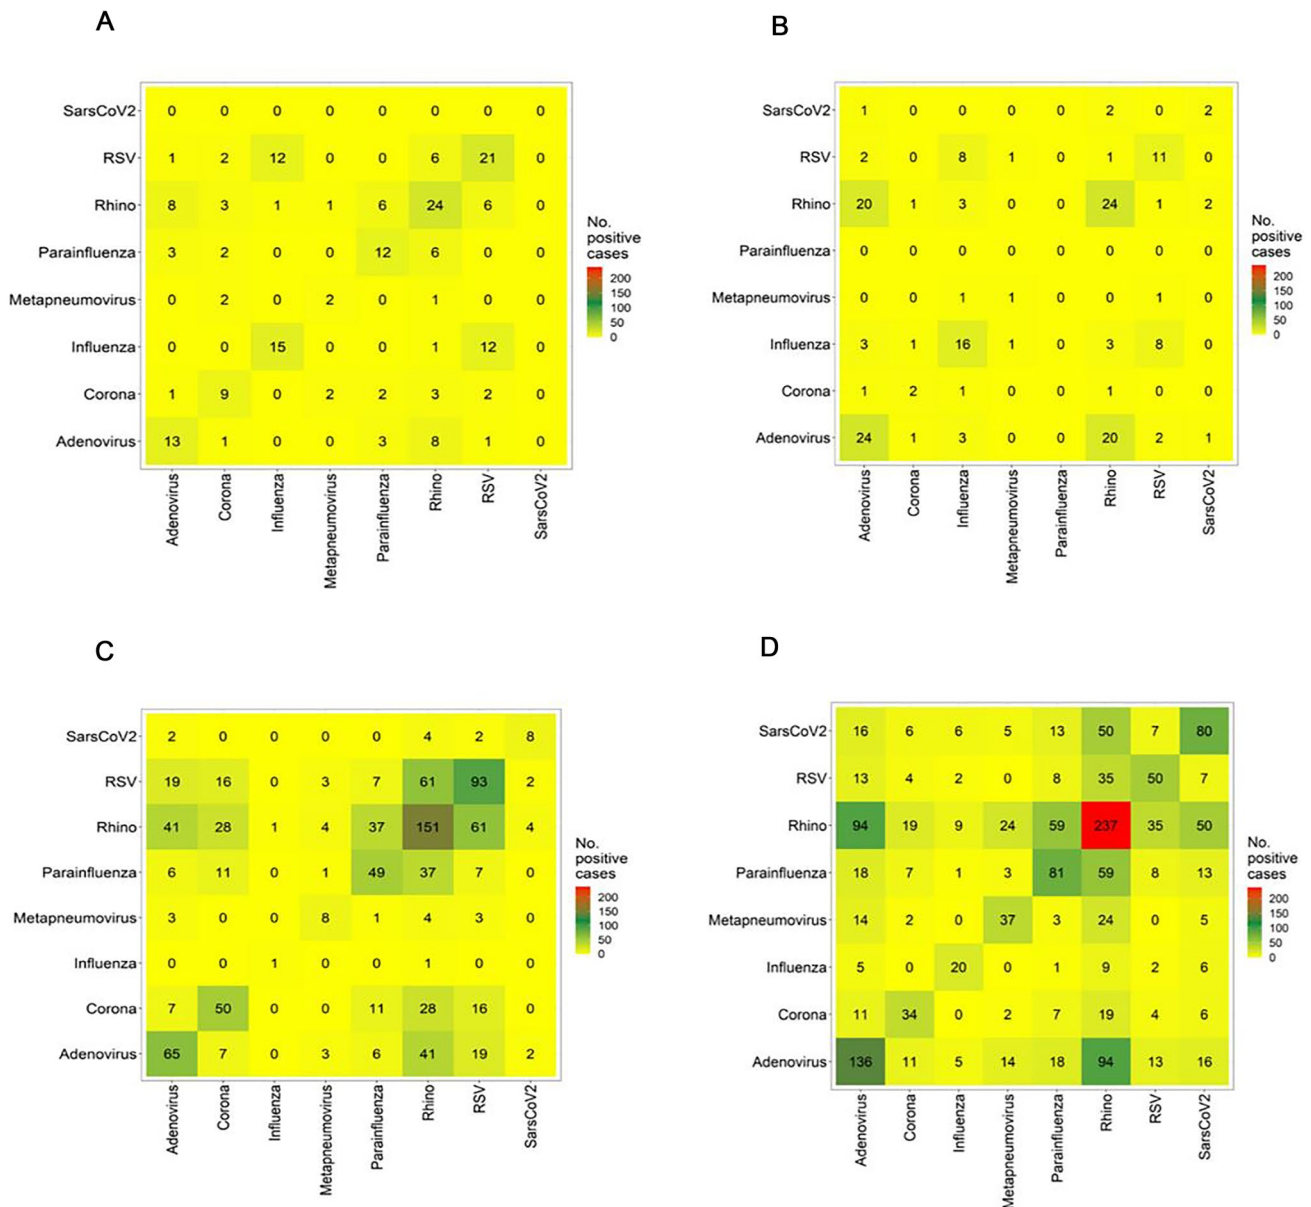 A
SarsCoV2 0 0 0 0 0 0 0 0
RSV 1 2 12 0 0 6 21 0
Rhino 8 3 1 1 6 24 6 0
Parainfluenza 3 2 0 0 12 6 0 0
Metapneumovirus 0 2 0 2 0 1 0 0
Influenza 0 0 15 0 0 1 12 0
Corona 1 9 0 2 2 3 2 0
Adenovirus 13 1 0 0 3 8 1 0
Adenovirus Corona Influenza Metapneumovirus Parainfluenza Rhino RSV SarsCoV2
No.
positive
cases
200
150
100
50
0
B
SarsCoV2 1 0 0 0 0 2 0 2
RSV 2 0 8 1 0 1 11 0
Rhino 20 1 3 0 0 24 1 2
Parainfluenza 0 0 0 0 0 0 0 0
Metapneumovirus 0 0 1 1 0 0 1 0
Influenza 3 1 16 1 0 3 8 0
Corona 1 2 1 0 0 1 0 0
Adenovirus 24 1 3 0 0 20 2 1
Adenovirus Corona Influenza Metapneumovirus Parainfluenza Rhino RSV SarsCoV2
No.
positive
cases
200
150
100
50
0
C
SarsCoV2 2 0 0 0 0 4 2 8
RSV 19 16 0 3 7 61 93 2
Rhino 41 28 1 4 37 151 61 4
Parainfluenza 6 11 0 1 49 37 7 0
Metapneumovirus 3 0 0 8 1 4 3 0
Influenza 0 0 1 0 0 1 0 0
Corona 7 50 0 0 11 28 16 0
Adenovirus 65 7 0 3 6 41 19 2
Adenovirus Corona Influenza Metapneumovirus Parainfluenza Rhino RSV SarsCoV2
No.
positive
cases
200
150
100
50
0
D
SarsCoV2 16 6 6 5 13 50 7 80
RSV 13 4 2 0 8 35 50 7
Rhino 94 19 9 24 59 237 35 50
Parainfluenza 18 7 1 3 81 59 8 13
Metapneumovirus 14 2 0 37 3 24 0 5
Influenza 5 0 20 0 1 9 2 6
Corona 11 34 0 2 7 19 4 6
Adenovirus 136 11 5 14 18 94 13 16
Adenovirus Corona Influenza Metapneumovirus Parainfluenza Rhino RSV SarsCoV2
No.
positive
cases
200
150
100
50
0